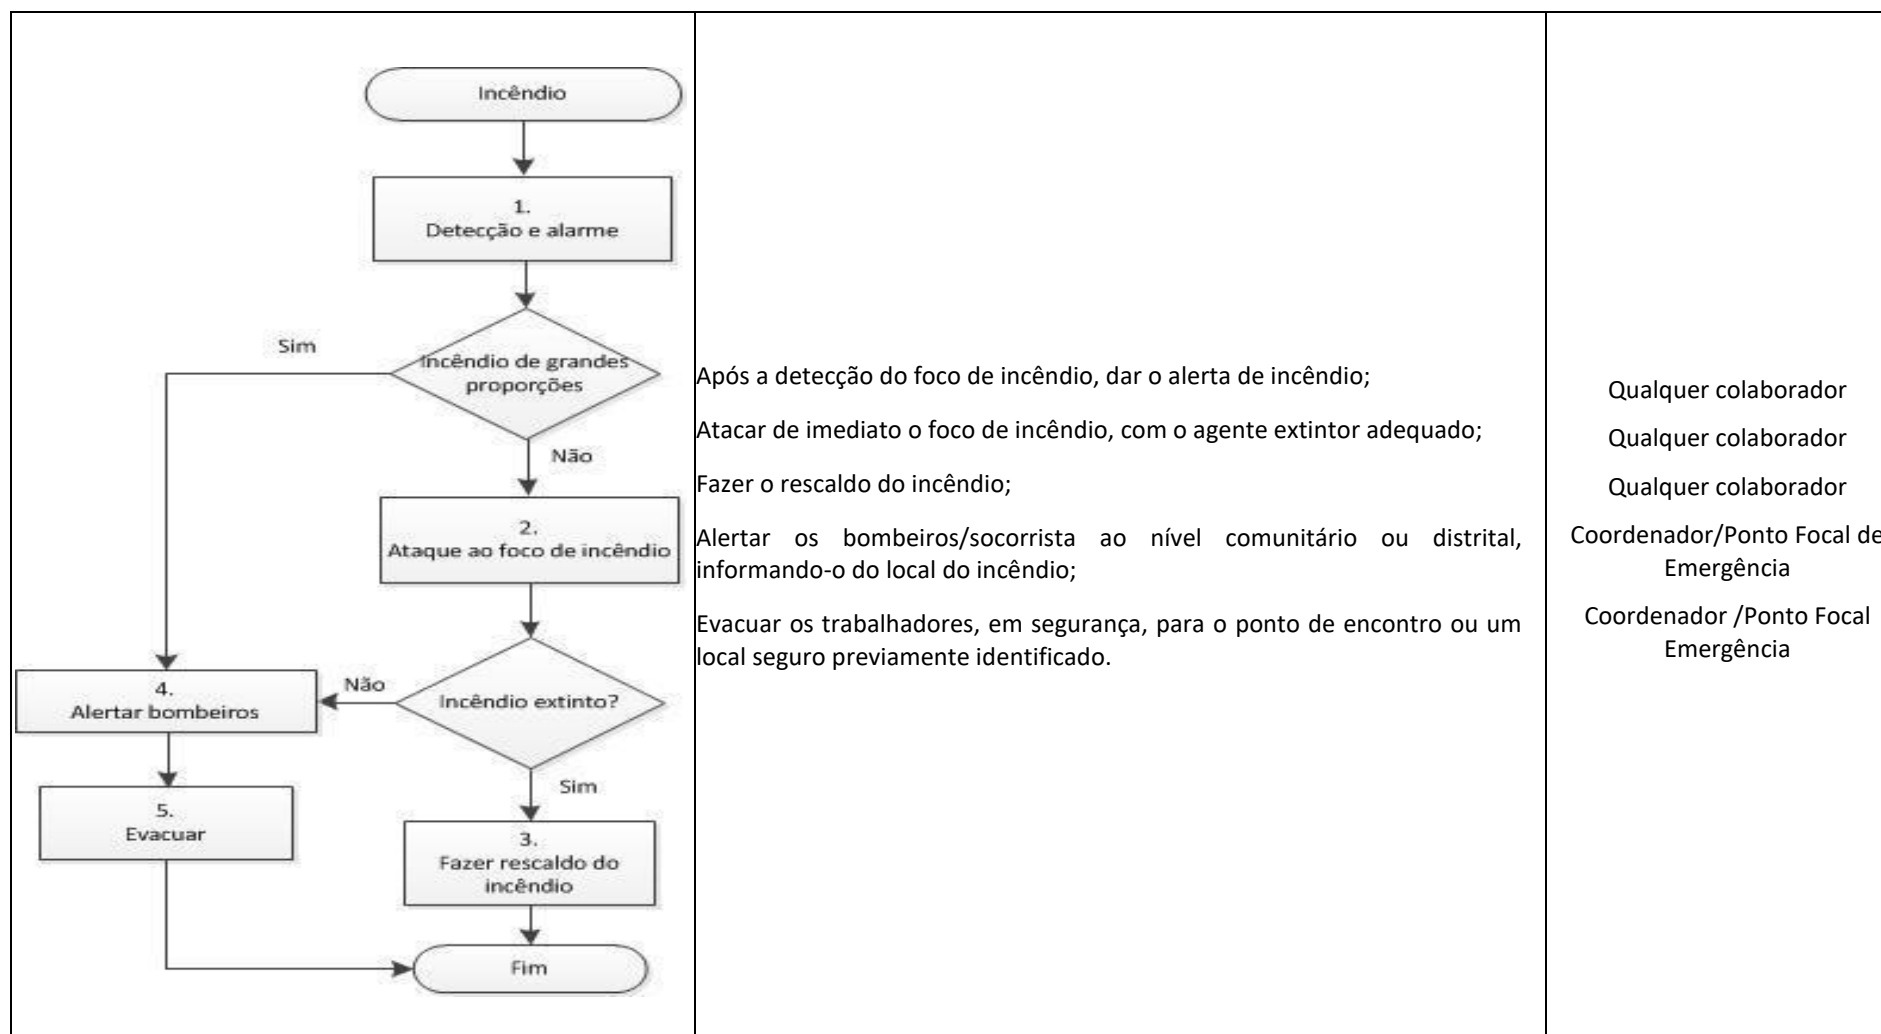 Incêndio
1.
Detecção e alarme
Sim
Incêndio de grandes
proporções
Não
2.
Ataque ao foco de incêndio
Não
Incêndio extinto?
4.
Alertar bombeiros
Sim
5.
Evacuar
3.
Fazer rescaldo do
incêndio
Fim
Após a detecção do foco de incêndio, dar o alerta de incêndio;
Atacar de imediato o foco de incêndio, com o agente extintor adequado;
Fazer o rescaldo do incêndio;
Alertar os bombeiros/socorrista ao nível comunitário ou distrital,
informando-o do local do incêndio;
Evacuar os trabalhadores, em segurança, para o ponto de encontro ou um
local seguro previamente identificado.
Qualquer colaborador
Qualquer colaborador
Qualquer colaborador
Coordenador/Ponto Focal de
Emergência
Coordenador /Ponto Focal
Emergência